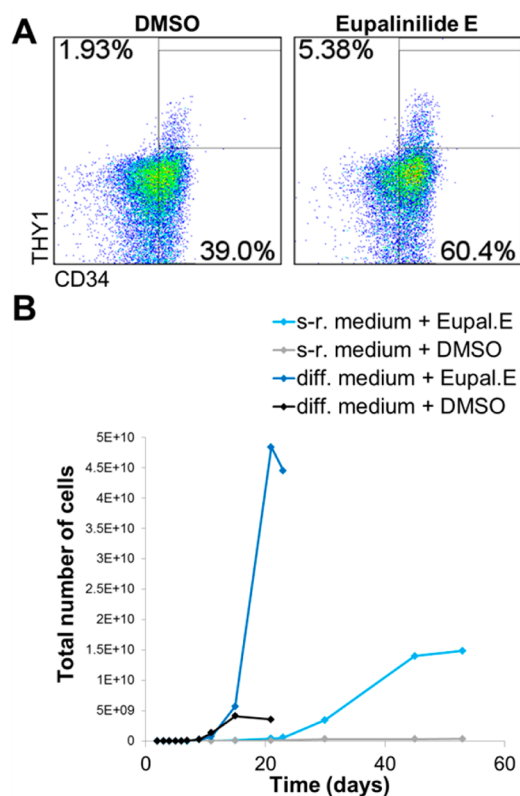 A
DMSO
Eupalinilide E
1.93%
5.38%
39.0%
60.4%
THY1
CD34
B
s-r. medium + Eupal.E
s-r. medium + DMSO
diff. medium + Eupal.E
diff. medium + DMSO
5E+10
4.5E+10
4E+10
3.5E+10
3E+10
2.5E+10
2E+10
1.5E+10
1E+10
5E+09
0
Total number of cells
0
20
40
60
Time (days)